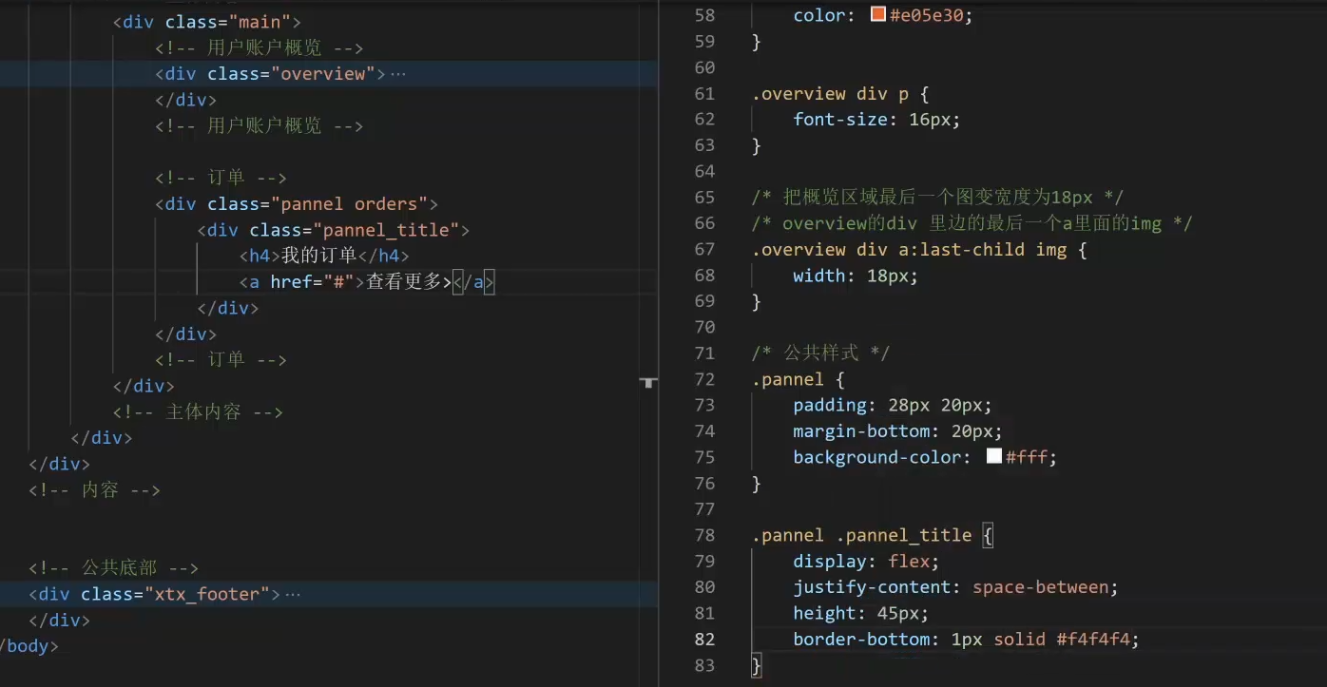 <div class="main">
<!-- 用户账户概览 -->
<div class="overview">···
</div>
<!-- 用户账户概览 -->
<!-- 订单 -->
<div class="pannel orders">
<div class="pannel_title">
<h4>我的订单</h4>
<a href="#">查看更多></a>
</div>
</div>
<!-- 订单 -->
</div>
<!-- 主体内容 -->
</div>
</div>
<!-- 内容 -->
<!-- 公共底部 -->
<div class="xtx_footer">···
</div>
/body>
58 color: #e05e30;
59 }
60
61 .overview div p {
62 font-size: 16px;
63 }
64
65 /* 把概览区域最后一个图变宽度为18px */
66 /* overview的div 里边的最后一个a里面的img */
67 .overview div a:last-child img {
68 width: 18px;
69 }
70
71 /* 公共样式 */
72 .pannel {
73 padding: 28px 20px;
74 margin-bottom: 20px;
75 background-color: #fff;
76 }
77
78 .pannel .pannel_title {
79 display: flex;
80 justify-content: space-between;
81 height: 45px;
82 border-bottom: 1px solid #f4f4f4;
83 }